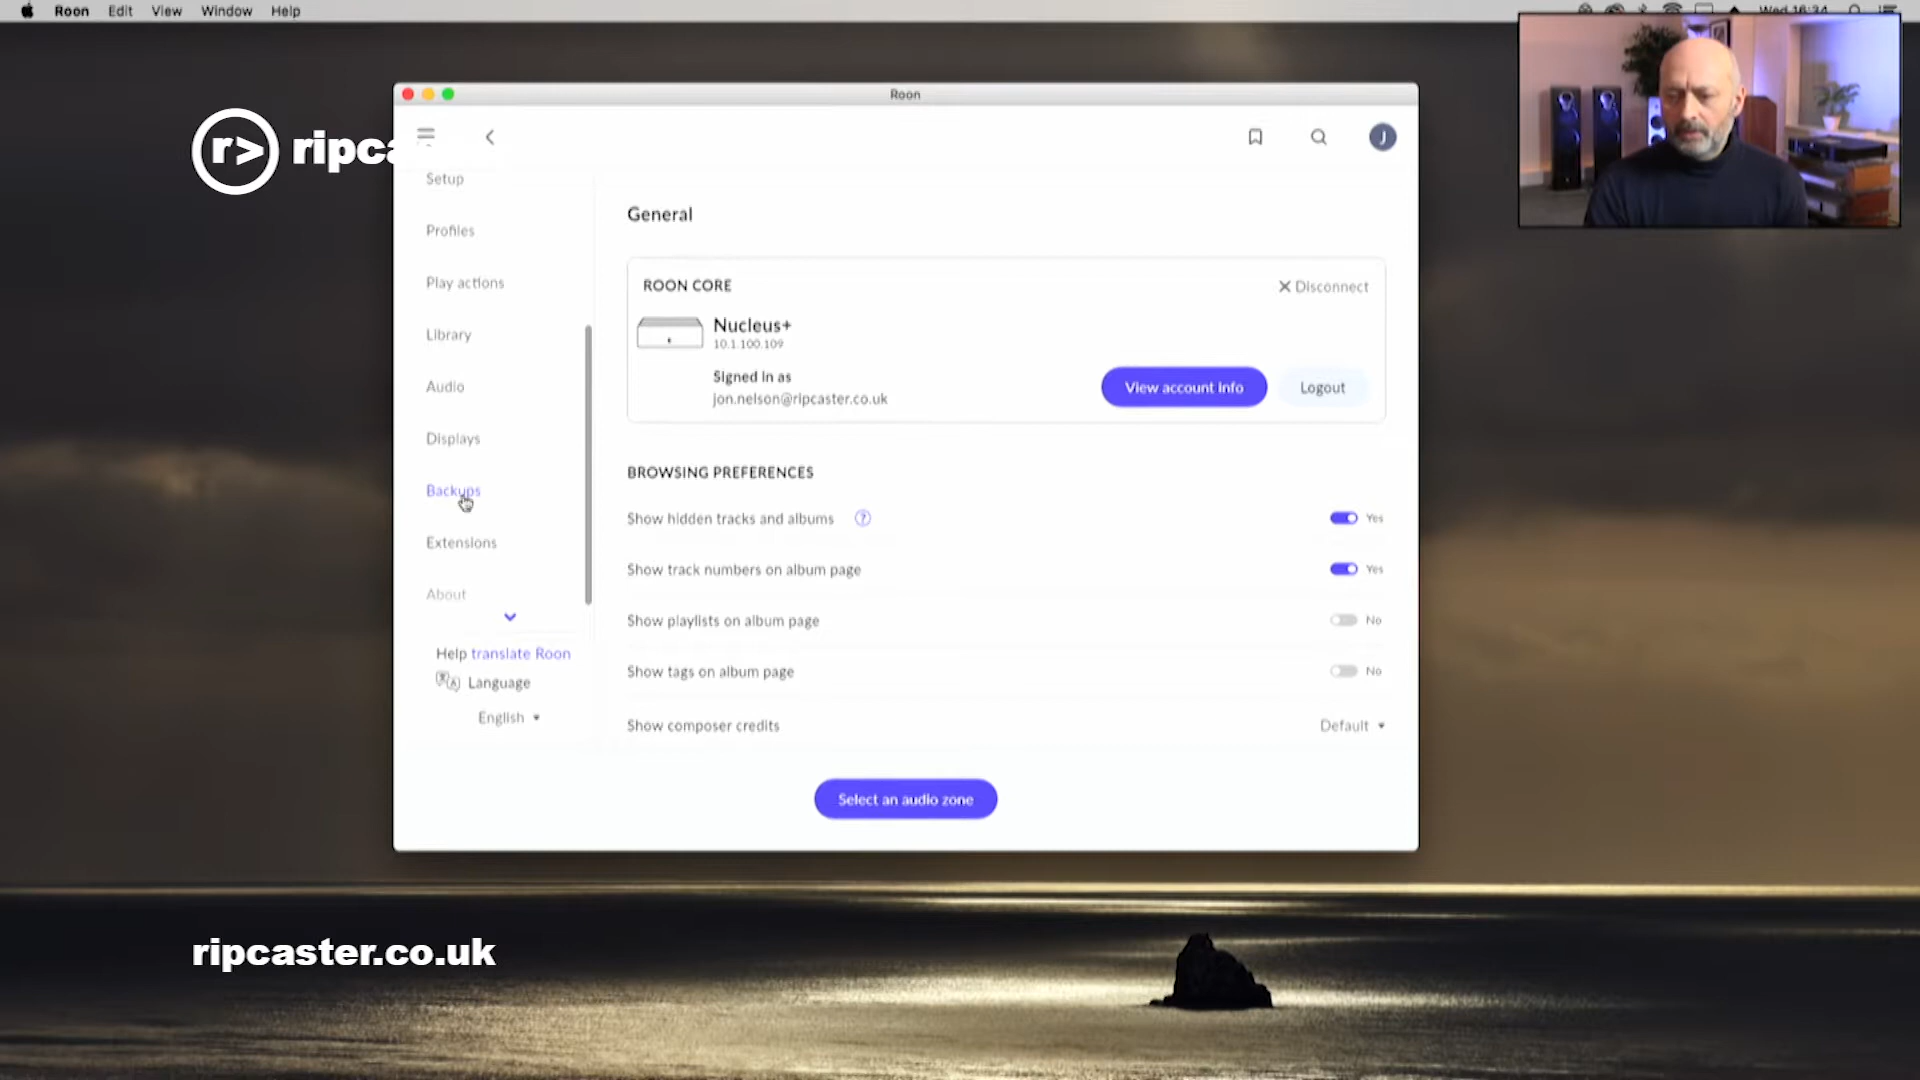 Roon Edit View Window Help
Wed 16:34
Roon
r> ripca
J
Setup
Profiles
Play actions
Library
Audio
Displays
Backups
Extensions
About
Help translate Roon
Language
English
General
ROON CORE
Disconnect
Nucleus+
10.1.100.109
Signed in as
jon.nelson@ripcaster.co.uk
View account info
Logout
BROWSING PREFERENCES
Show hidden tracks and albums ? Yes
Show track numbers on album page Yes
Show playlists on album page No
Show tags on album page No
Show composer credits Default
Select an audio zone
ripcaster.co.uk